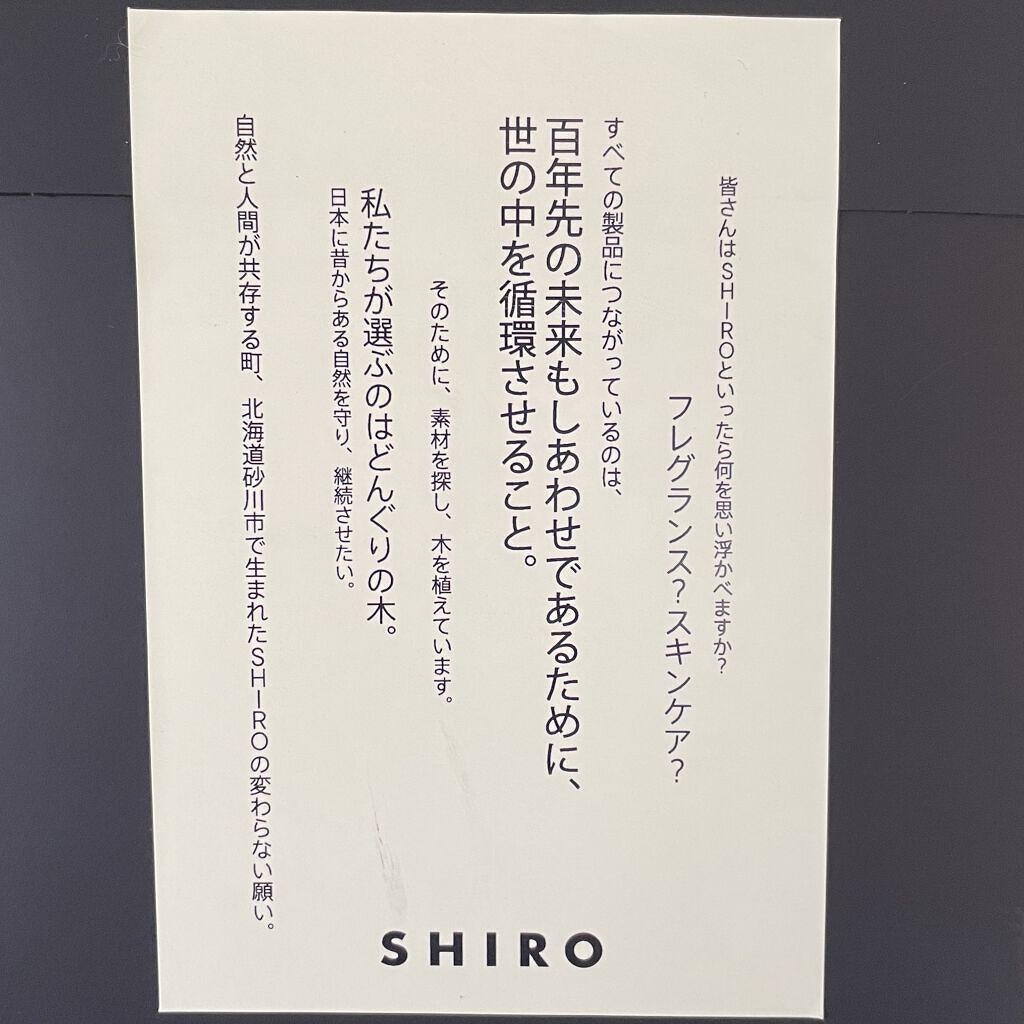 皆さんはSHIROといったら何を思い浮かべますか？
フレグランス？スキンケア？
すべての製品につながっているのは、
百年先の未来もしあわせであるために、
世の中を循環させること。
そのために、素材を探し、木を植えています。
私たちが選ぶのはどんぐりの木。
日本に昔からある自然を守り、継続させたい。
自然と人間が共存する町、北海道砂川市で生まれたSHIROの変わらない願い。
SHIRO